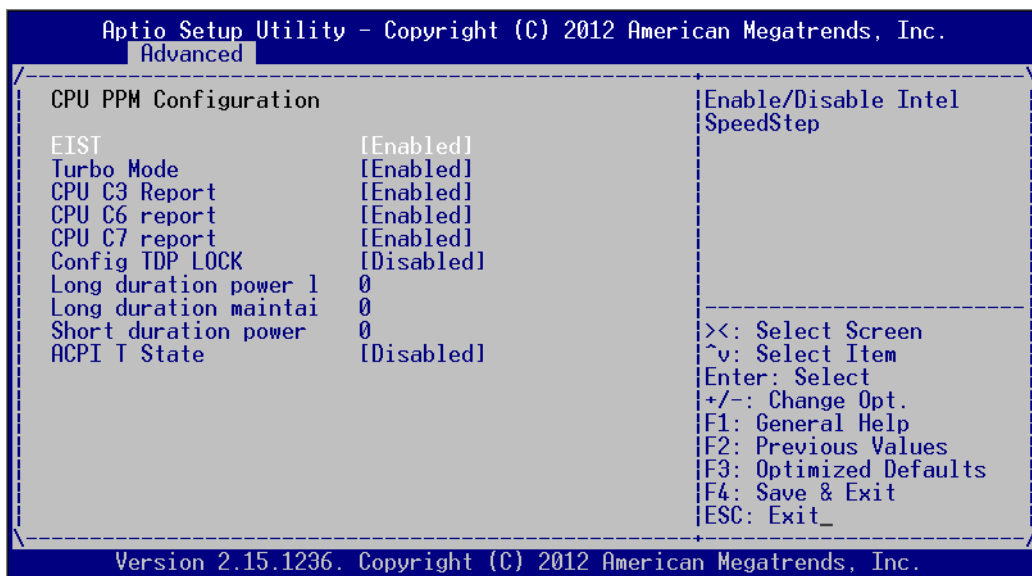 Aptio Setup Utility - Copyright (C) 2012 American Megatrends, Inc.
Advanced
CPU PPM Configuration
EIST [Enabled]
Turbo Mode [Enabled]
CPU C3 Report [Enabled]
CPU C6 report [Enabled]
CPU C7 report [Enabled]
Config TDP LOCK [Disabled]
Long duration power l 0
Long duration maintai 0
Short duration power 0
ACPI T State [Disabled]
Enable/Disable Intel
SpeedStep
><: Select Screen
^v: Select Item
Enter: Select
+/-: Change Opt.
F1: General Help
F2: Previous Values
F3: Optimized Defaults
F4: Save & Exit
ESC: Exit_
Version 2.15.1236. Copyright (C) 2012 American Megatrends, Inc.